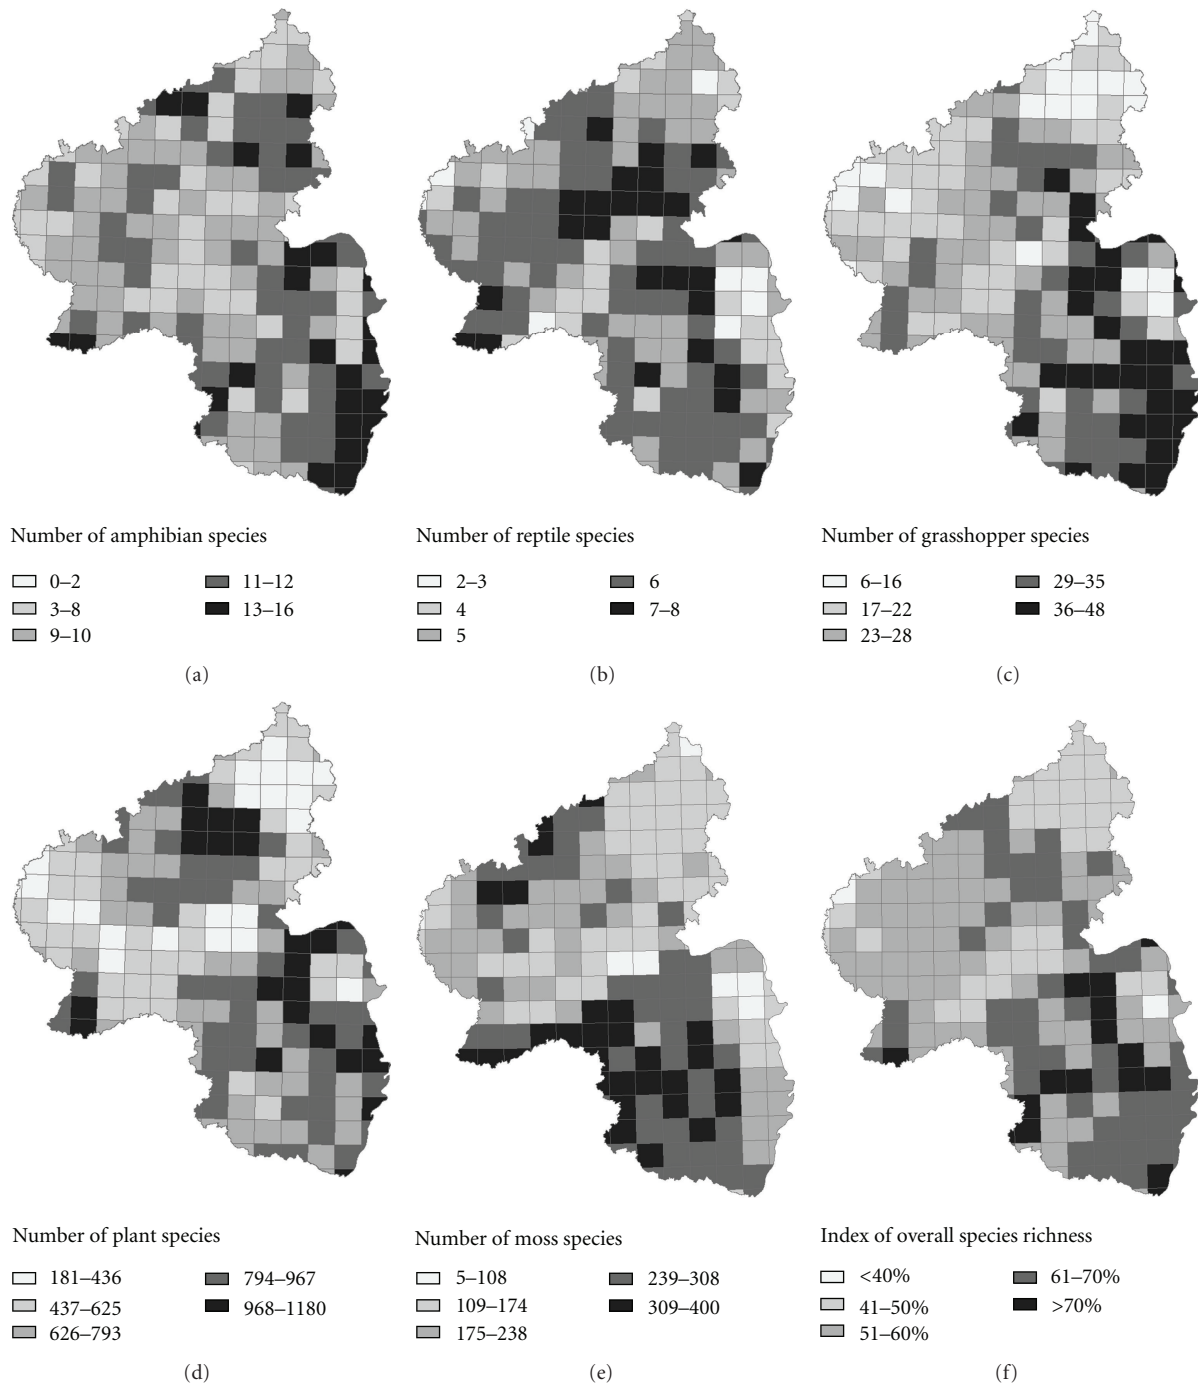 Number of amphibian species
0–2
3–8
9–10
11–12
13–16
(a)
Number of reptile species
2–3
4
5
6
7–8
(b)
Number of grasshopper species
6–16
17–22
23–28
29–35
36–48
(c)
Number of plant species
181–436
437–625
626–793
794–967
968–1180
(d)
Number of moss species
5–108
109–174
175–238
239–308
309–400
(e)
Index of overall species richness
<40%
41–50%
51–60%
61–70%
>70%
(f)